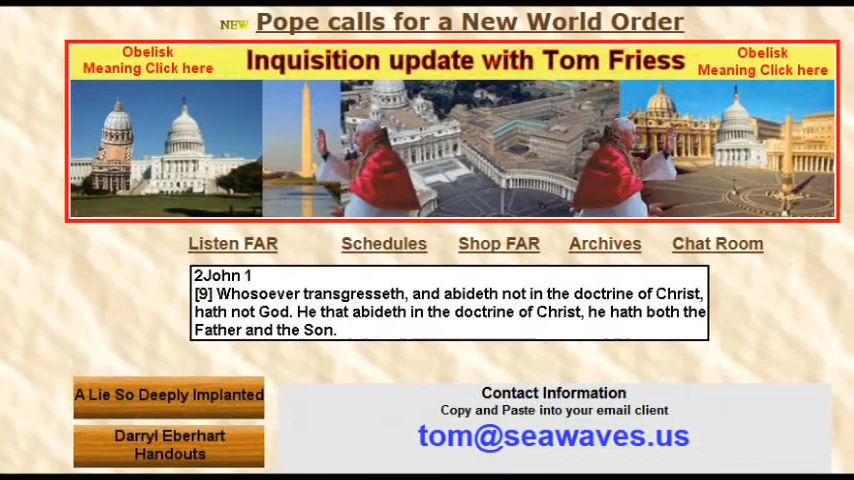 NEW Pope calls for a New World Order
Obelisk
Meaning Click here
Inquisition update with Tom Friess
Obelisk
Meaning Click here
Listen FAR Schedules Shop FAR Archives Chat Room
2John 1
[9] Whosoever transgresseth, and abideth not in the doctrine of Christ,
hath not God. He that abideth in the doctrine of Christ, he hath both the
Father and the Son.
A Lie So Deeply Implanted
Darryl Eberhart
Handouts
Contact Information
Copy and Paste into your email client
tom@seawaves.us